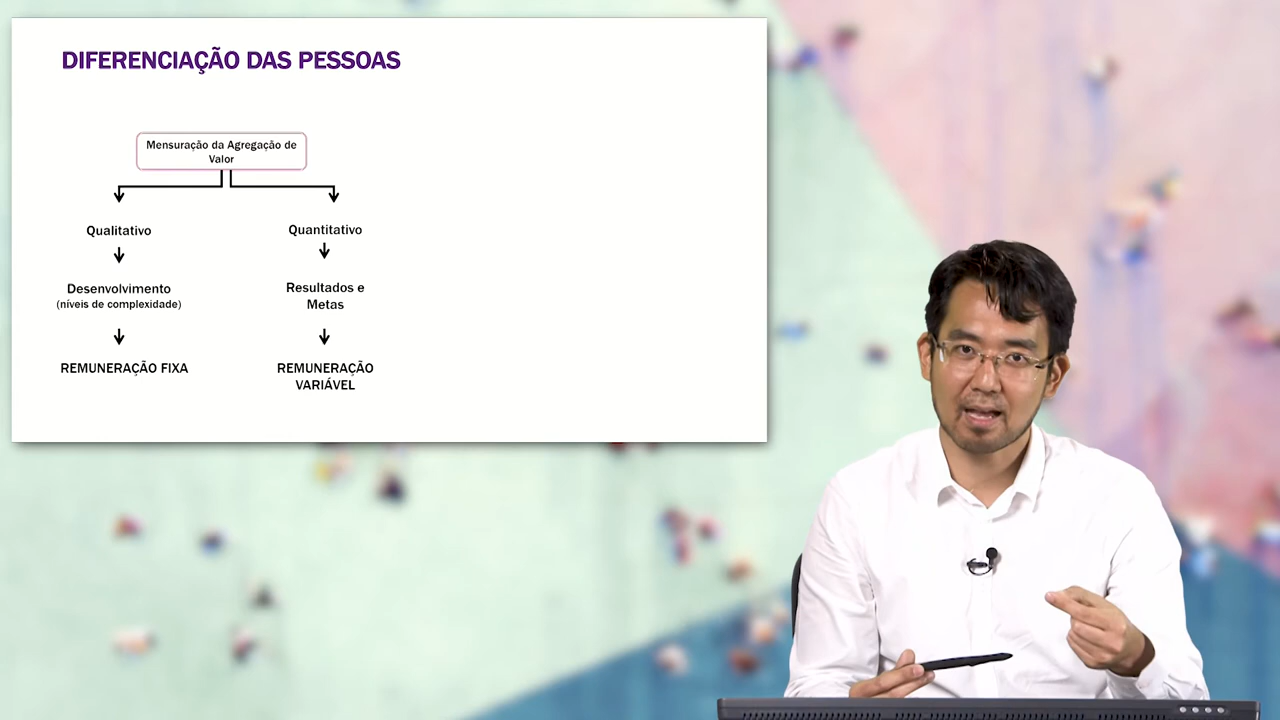 DIFERENCIAÇÃO DAS PESSOAS
Mensuração da Agregação de
Valor
Qualitativo
Quantitativo
Desenvolvimento
(níveis de complexidade)
Resultados e
Metas
REMUNERAÇÃO FIXA
REMUNERAÇÃO
VARIÁVEL